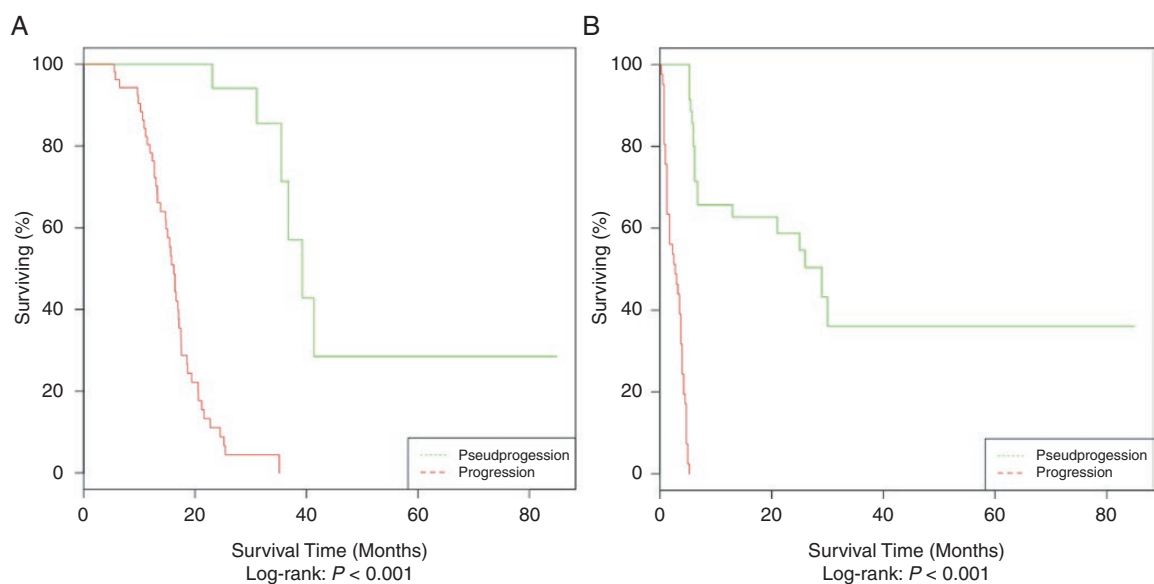 A
100
80
60
40
20
0
Surviving (%)
Pseudprogession
Progression
0 20 40 60 80
Survival Time (Months)
Log-rank: P < 0.001
B
100
80
60
40
20
0
Surviving (%)
Pseudprogession
Progression
0 20 40 60 80
Survival Time (Months)
Log-rank: P < 0.001